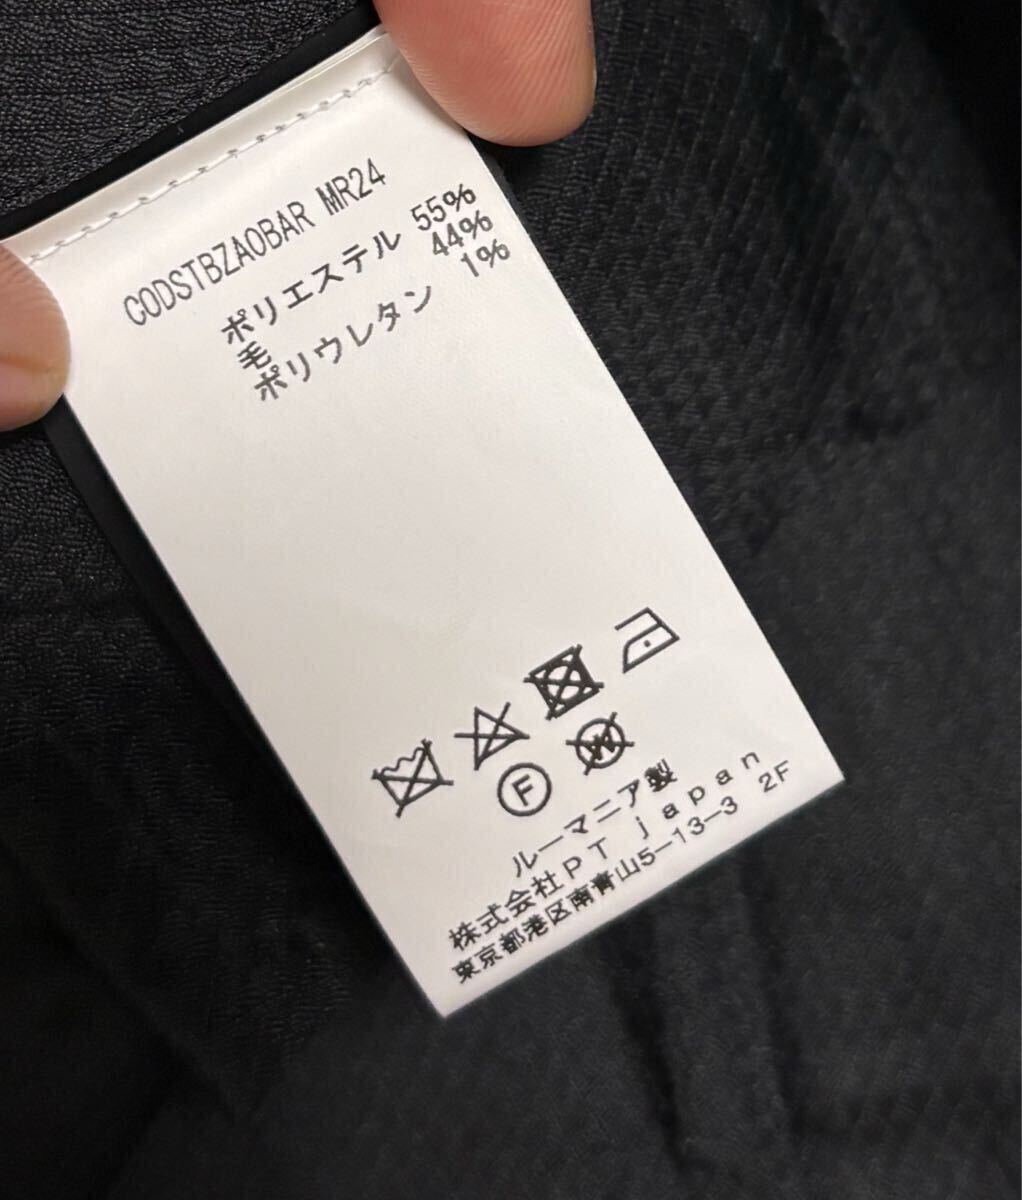 CODSTBZAOBAR MR24
ポリエステル 55%
毛 44%
ポリウレタン 1%
F
W
ルーマニア製
株式会社PT japan
東京都港区南青山5-13-3 2F